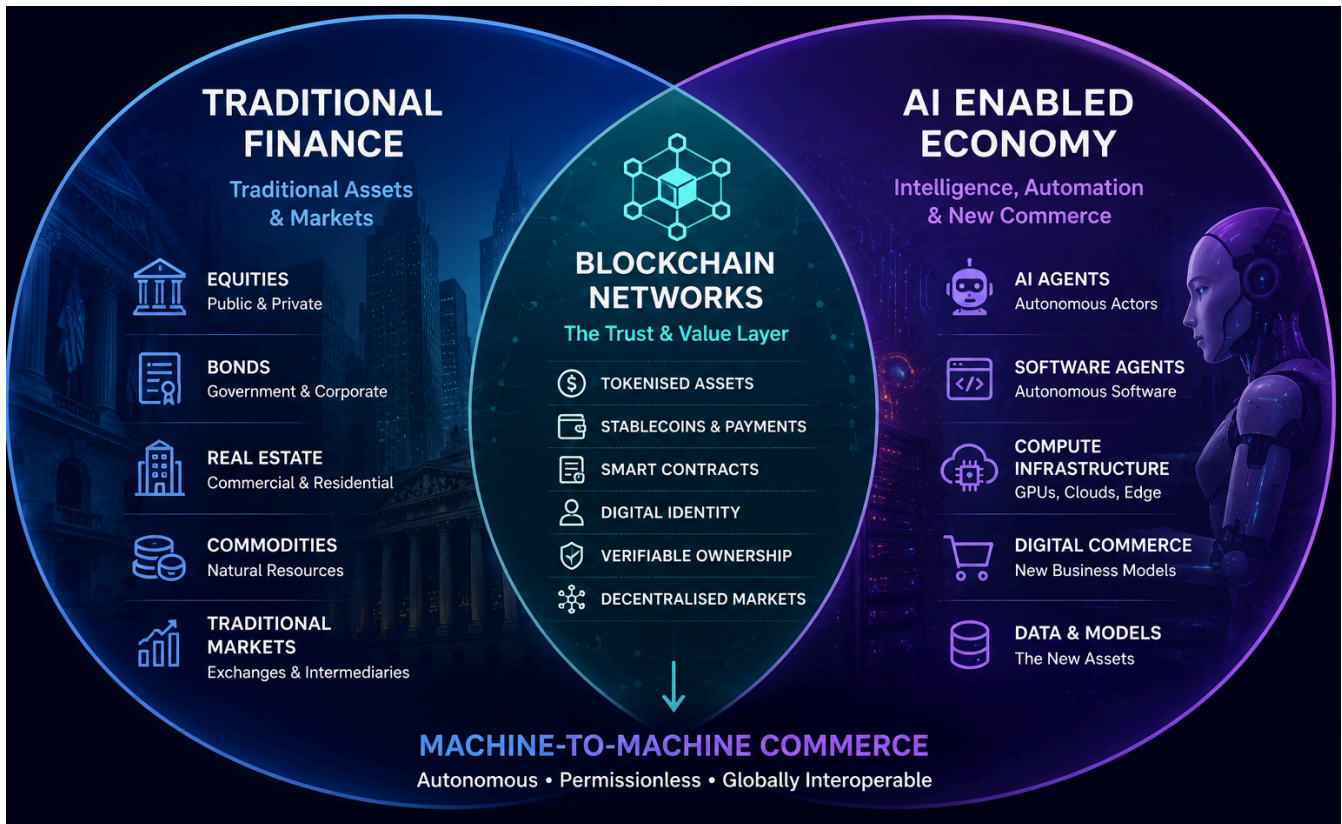 TRADITIONAL
FINANCE
Traditional Assets
& Markets
EQUITIES
Public & Private
BONDS
Government & Corporate
REAL ESTATE
Commercial & Residential
COMMODITIES
Natural Resources
TRADITIONAL
MARKETS
Exchanges & Intermediaries
BLOCKCHAIN
NETWORKS
The Trust & Value Layer
$
TOKENISED ASSETS
STABLECOINS & PAYMENTS
SMART CONTRACTS
DIGITAL IDENTITY
VERIFIABLE OWNERSHIP
DECENTRALISED MARKETS
AI ENABLED
ECONOMY
Intelligence, Automation
& New Commerce
AI AGENTS
Autonomous Actors
</>
SOFTWARE AGENTS
Autonomous Software
COMPUTE
INFRASTRUCTURE
GPUs, Clouds, Edge
DIGITAL COMMERCE
New Business Models
DATA & MODELS
The New Assets
MACHINE-TO-MACHINE COMMERCE
Autonomous • Permissionless • Globally Interoperable